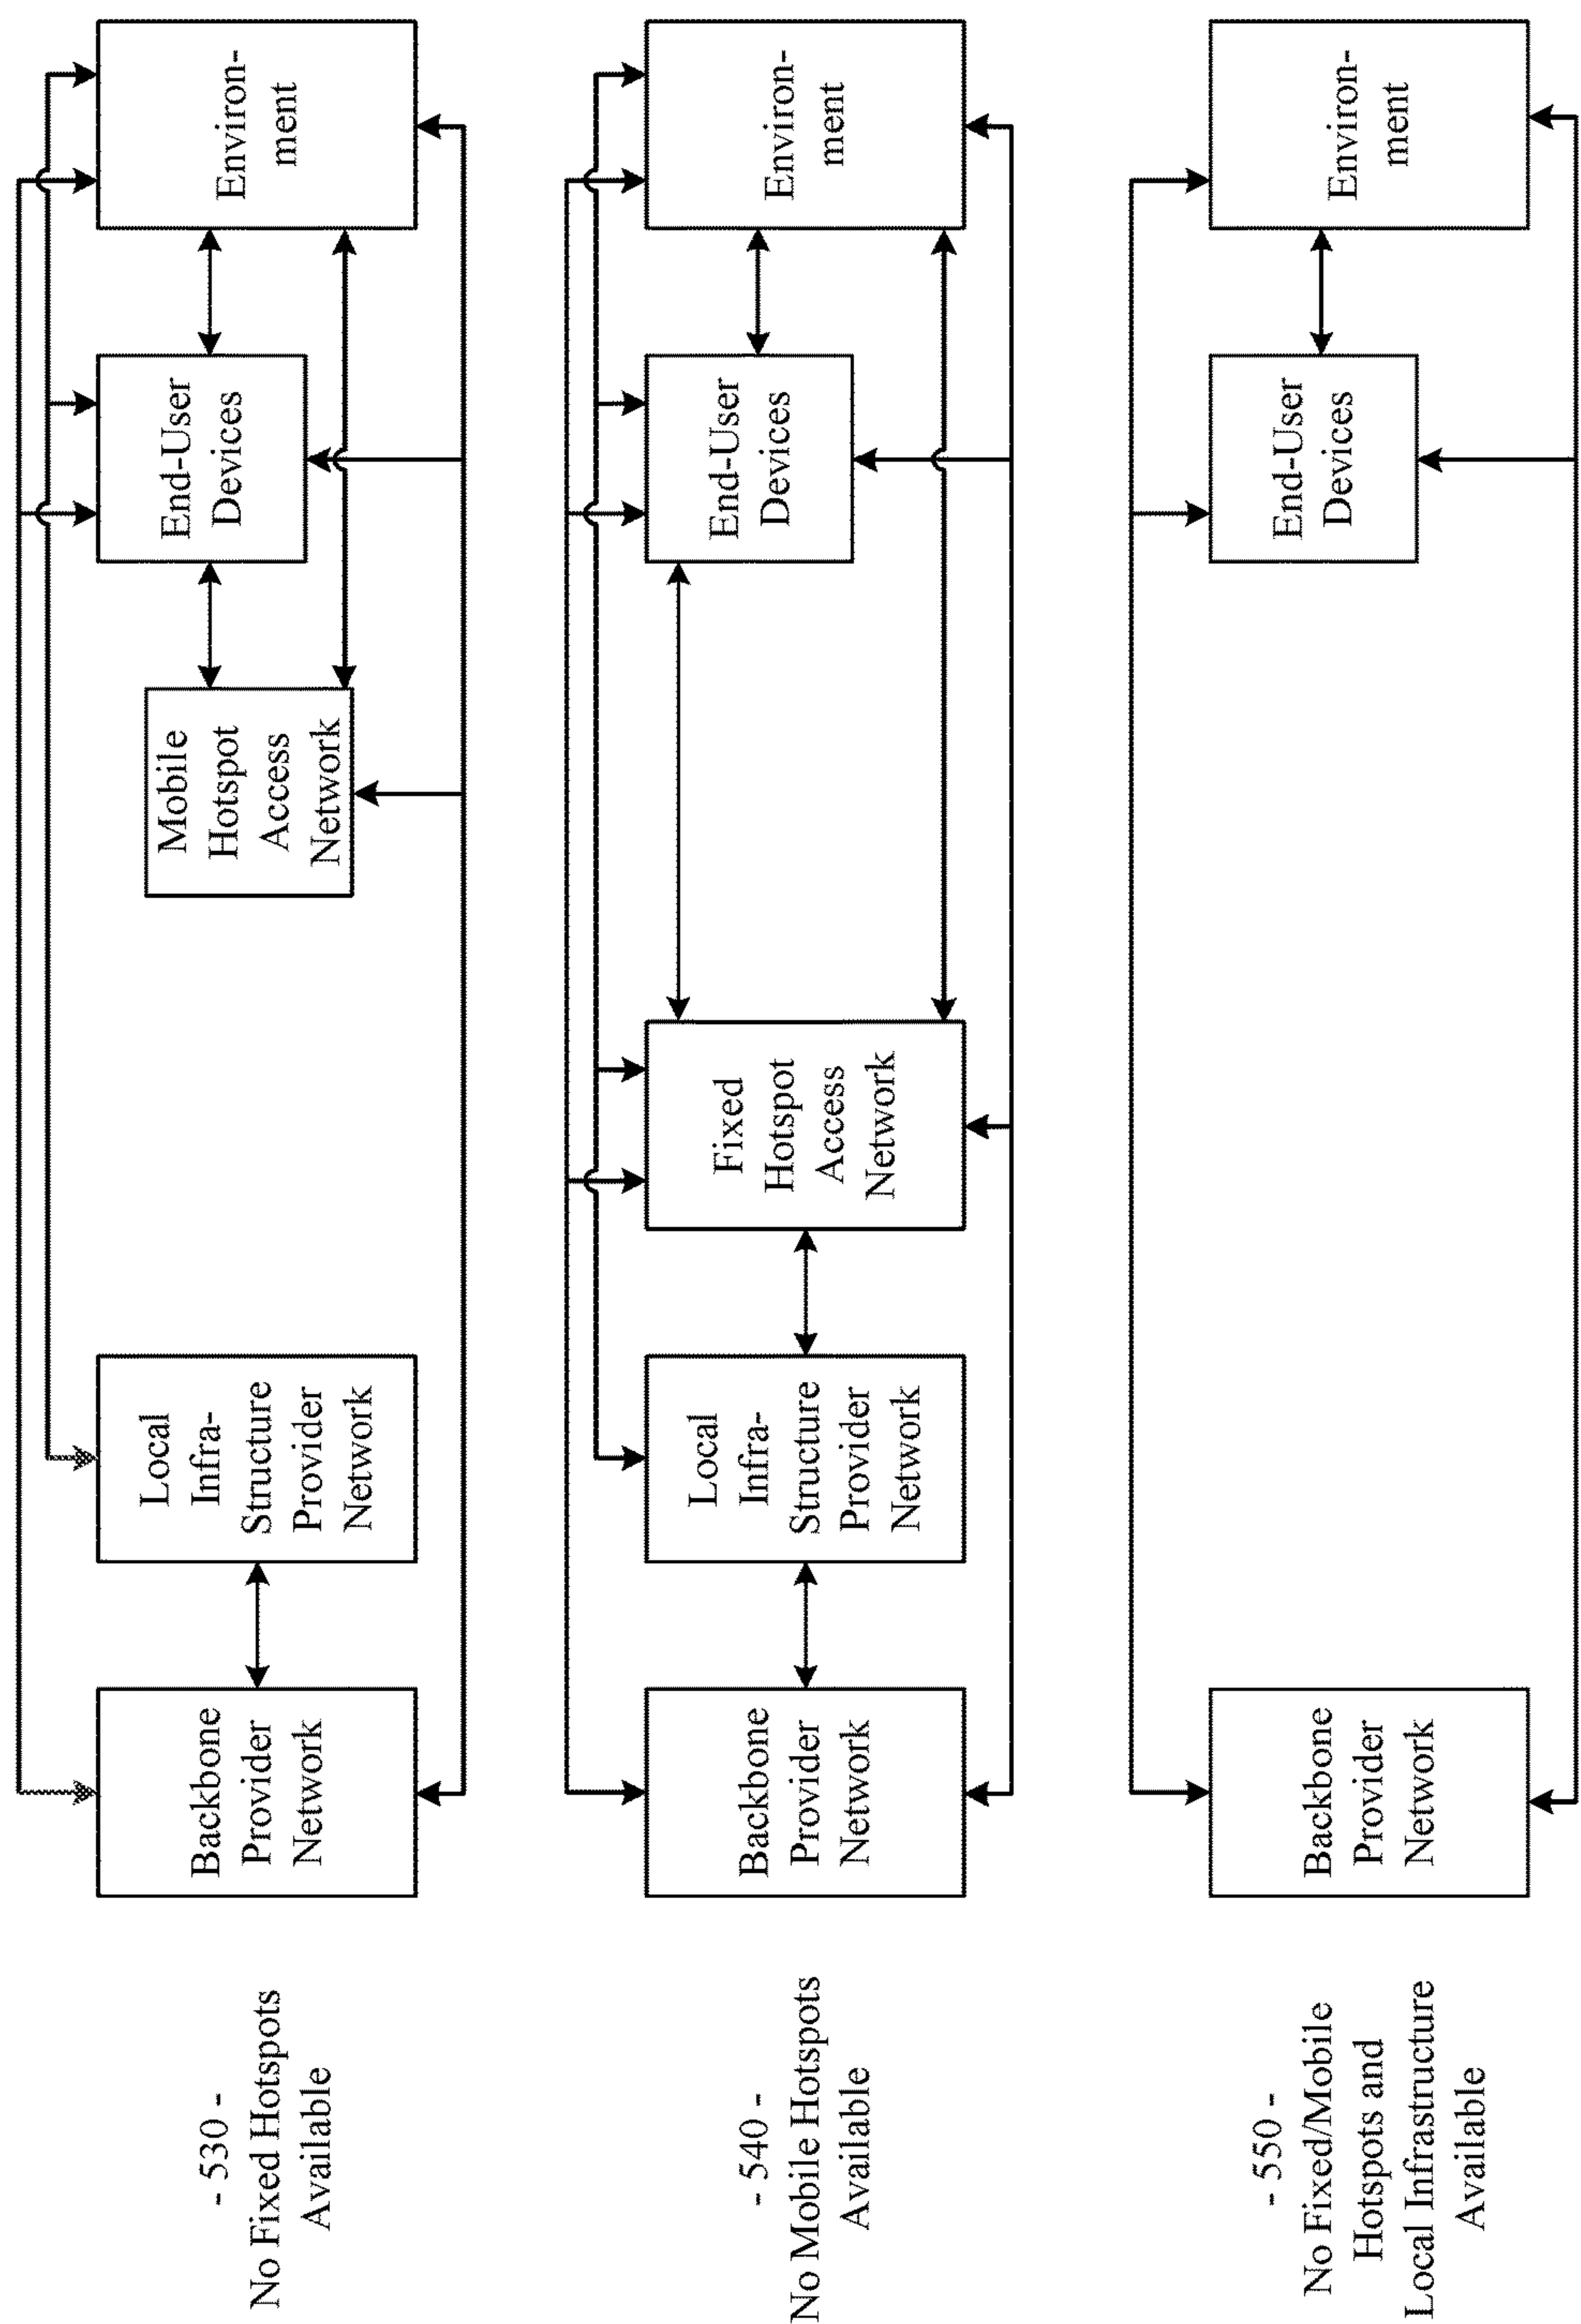 - 530 -
No Fixed Hotspots
Available
Backbone
Provider
Network
Local
Infra-
Structure
Provider
Network
Mobile
Hotspot
Access
Network
End-User
Devices
Environ-
ment
- 540 -
No Mobile Hotspots
Available
Backbone
Provider
Network
Local
Infra-
Structure
Provider
Network
Fixed
Hotspot
Access
Network
End-User
Devices
Environ-
ment
- 550 -
No Fixed/Mobile
Hotspots and
Local Infrastructure
Available
Backbone
Provider
Network
End-User
Devices
Environ-
ment